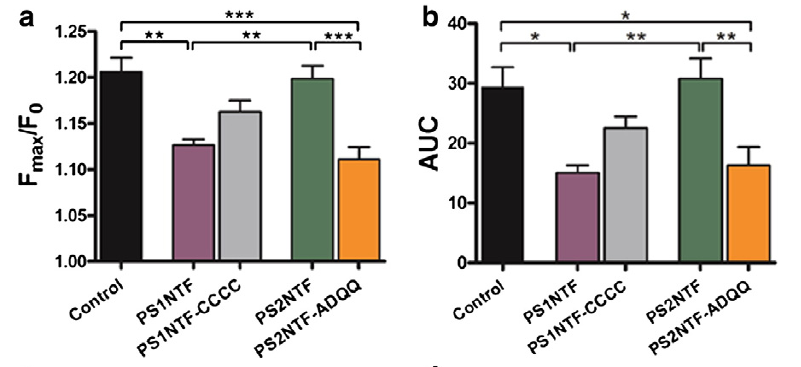 a
***
** ** ***
1.25
1.20
1.15
1.10
1.05
1.00
Fmax/F0
Control
PS1NTF
PS1NTF-CCCC
PS2NTF
PS2NTF-ADQQ
b
*
* ** **
40
30
20
10
0
AUC
Control
PS1NTF
PS1NTF-CCCC
PS2NTF
PS2NTF-ADQQ